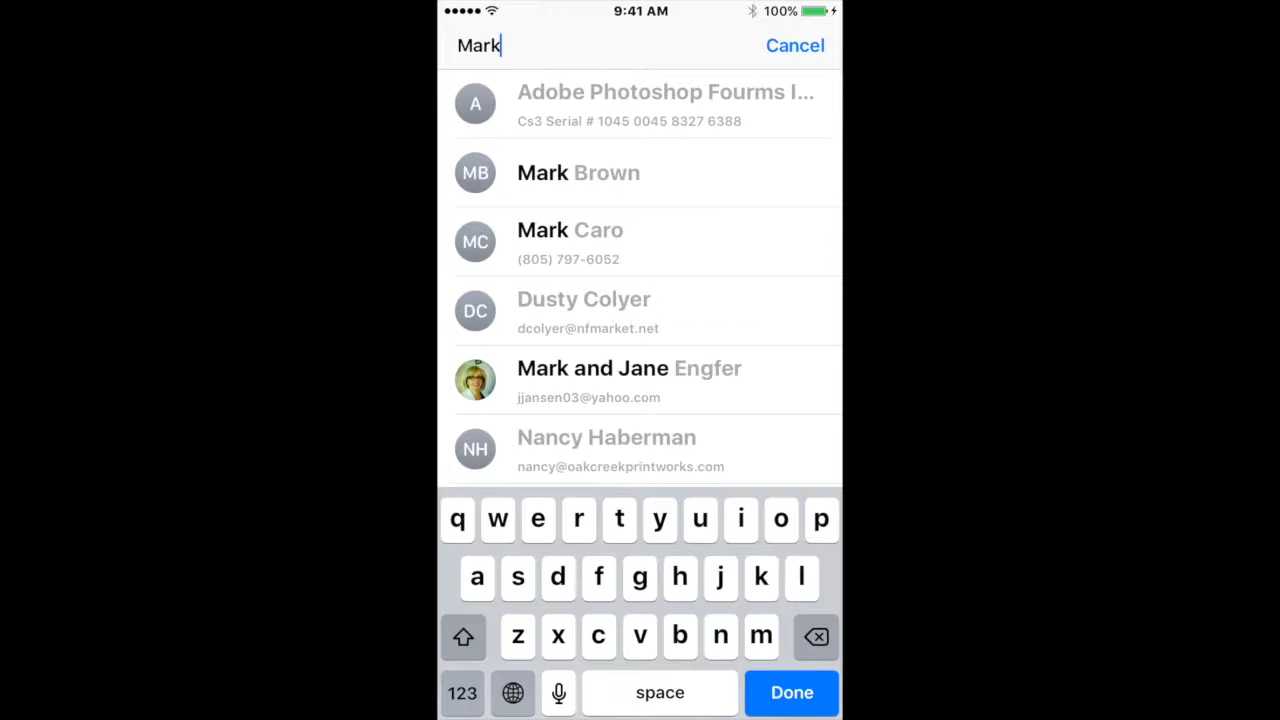 9:41 AM
100%
Mark
Cancel
A
Adobe Photoshop Fourms I...
Cs3 Serial # 1045 0045 8327 6388
MB
Mark Brown
MC
Mark Caro
(805) 797-6052
DC
Dusty Colyer
dcolyer@nfmarket.net
Mark and Jane Engfer
jjansen03@yahoo.com
NH
Nancy Haberman
nancy@oakcreekprintworks.com
q w e r t y u i o p
a s d f g h j k l
z x c v b n m
123 space Done